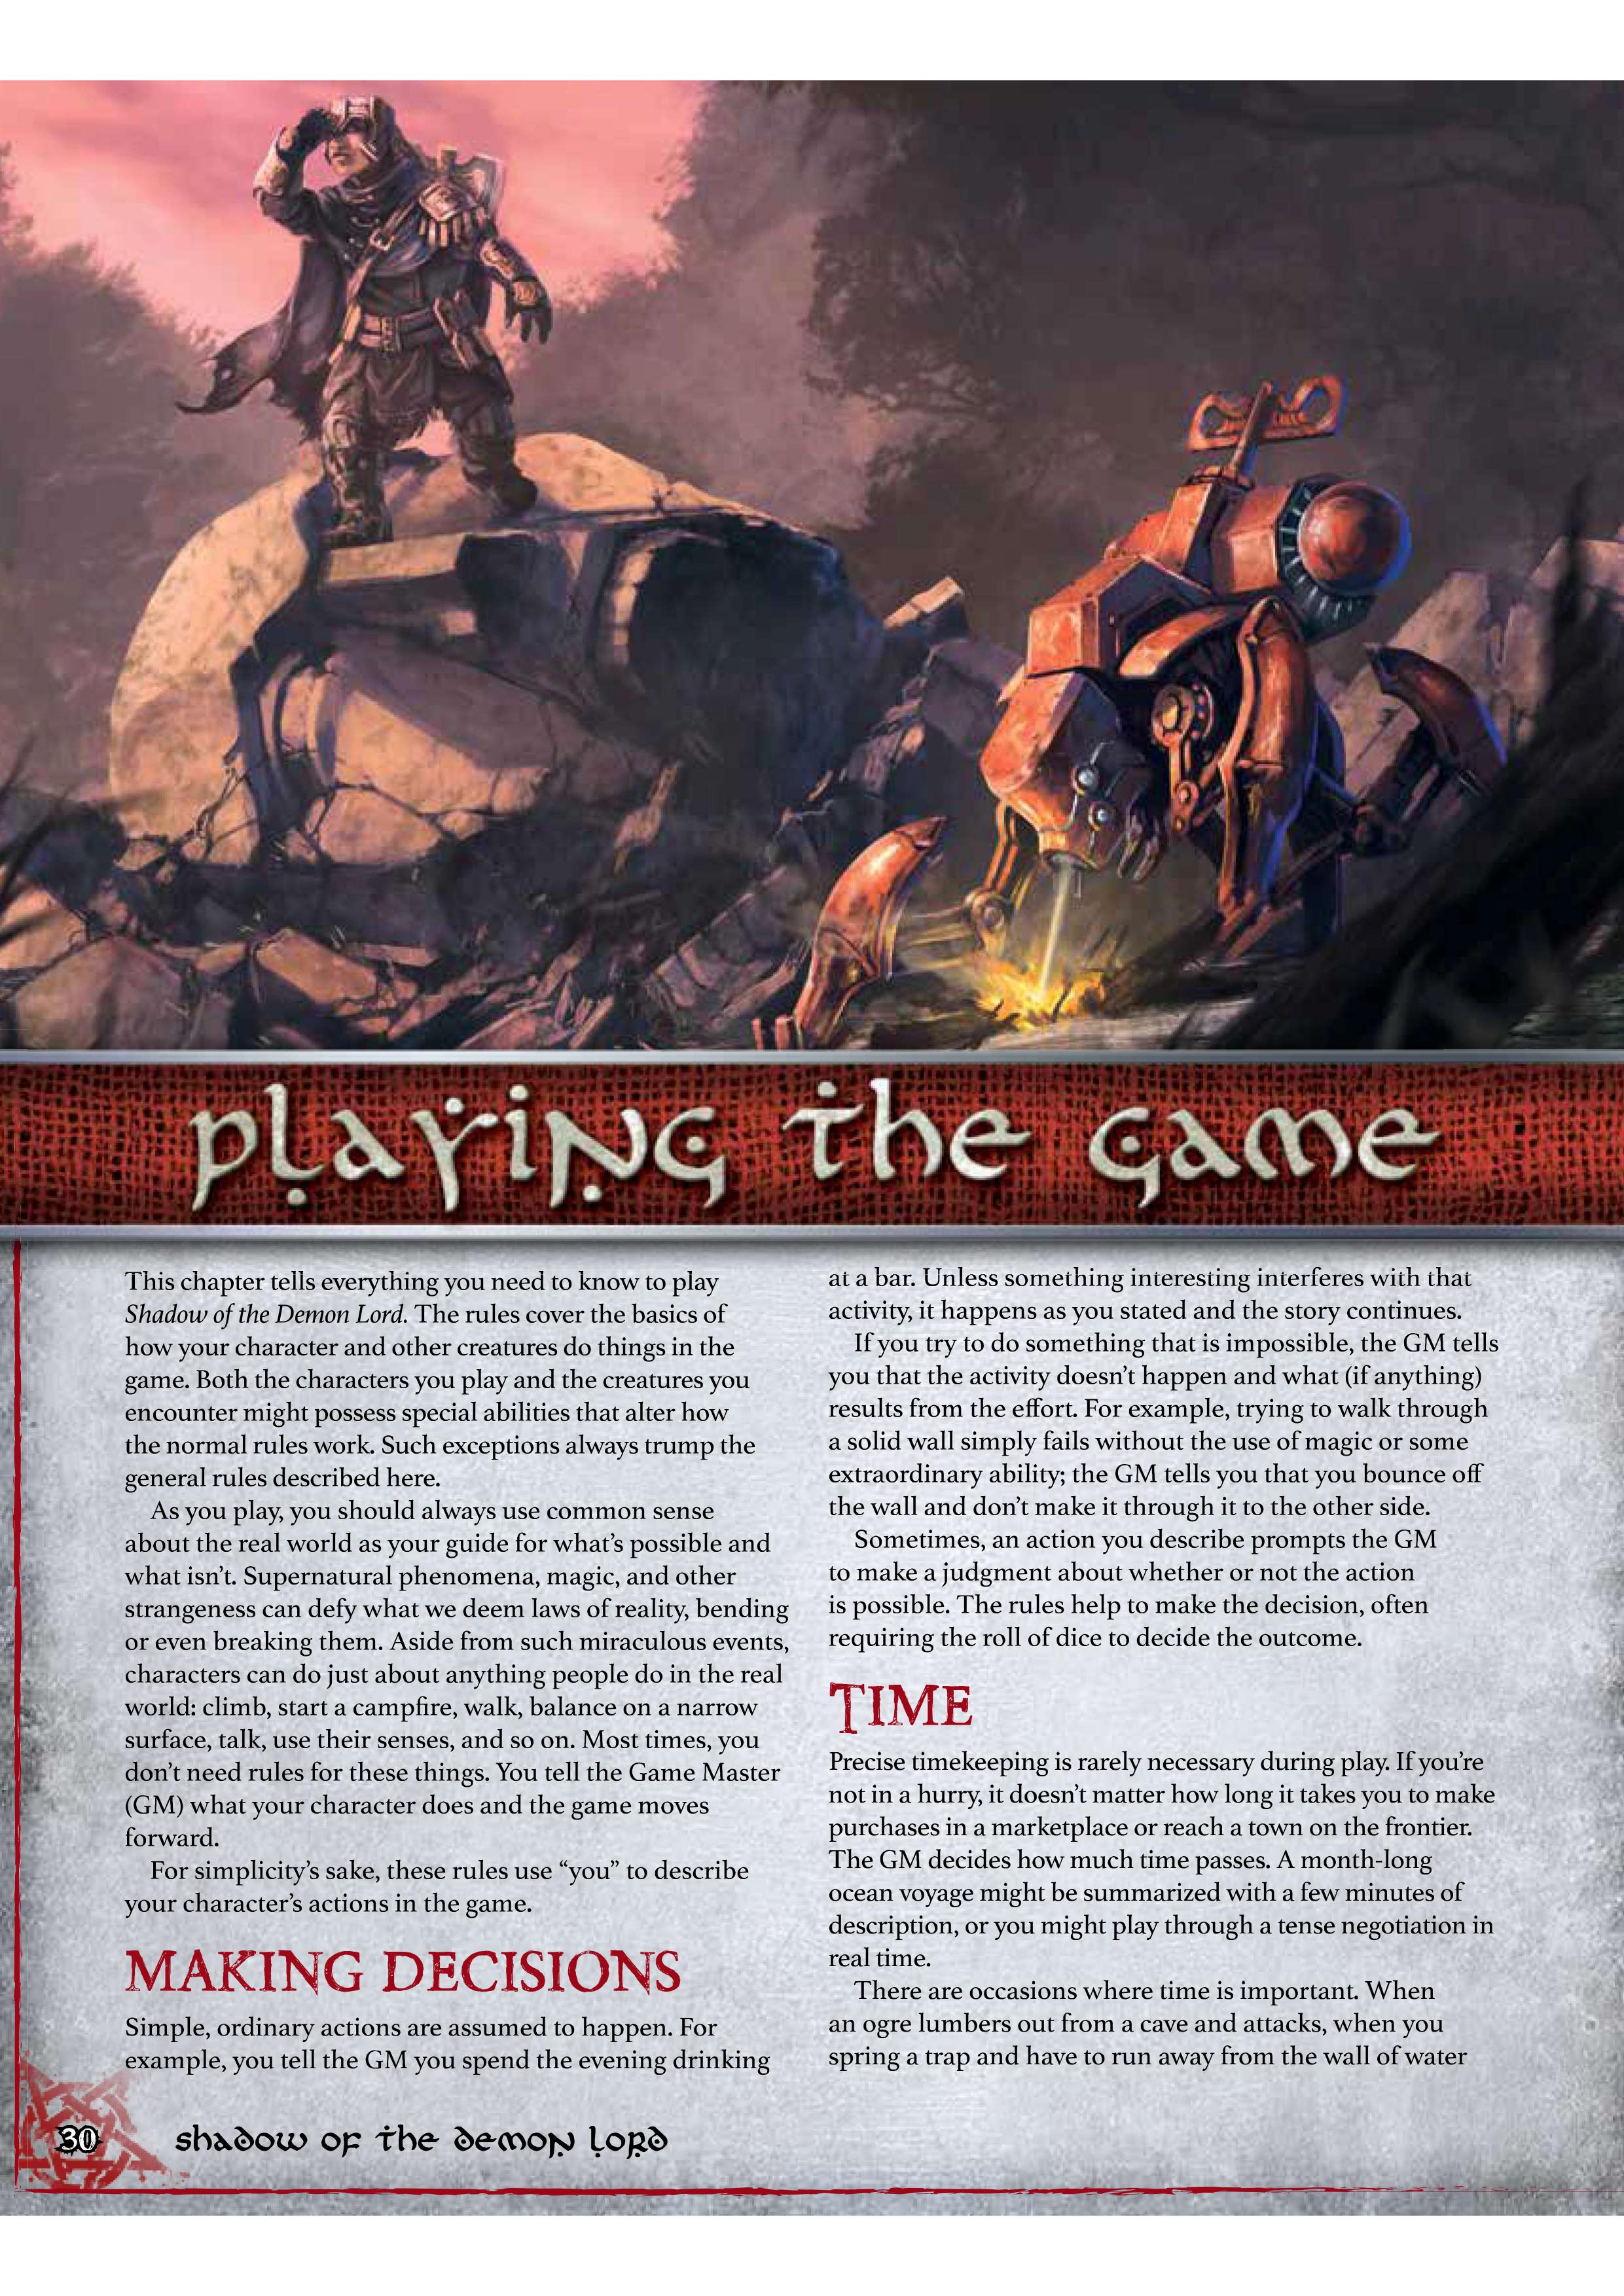 playing the game
This chapter tells everything you need to know to play
Shadow of the Demon Lord. The rules cover the basics of
how your character and other creatures do things in the
game. Both the characters you play and the creatures you
encounter might possess special abilities that alter how
the normal rules work. Such exceptions always trump the
general rules described here.
As you play, you should always use common sense
about the real world as your guide for what’s possible and
what isn’t. Supernatural phenomena, magic, and other
strangeness can defy what we deem laws of reality, bending
or even breaking them. Aside from such miraculous events,
characters can do just about anything people do in the real
world: climb, start a campfire, walk, balance on a narrow
surface, talk, use their senses, and so on. Most times, you
don’t need rules for these things. You tell the Game Master
(GM) what your character does and the game moves
forward.
For simplicity’s sake, these rules use “you” to describe
your character’s actions in the game.
MAKING DECISIONS
Simple, ordinary actions are assumed to happen. For
example, you tell the GM you spend the evening drinking
at a bar. Unless something interesting interferes with that
activity, it happens as you stated and the story continues.
If you try to do something that is impossible, the GM tells
you that the activity doesn’t happen and what (if anything)
results from the effort. For example, trying to walk through
a solid wall simply fails without the use of magic or some
extraordinary ability; the GM tells you that you bounce off
the wall and don’t make it through it to the other side.
Sometimes, an action you describe prompts the GM
to make a judgment about whether or not the action
is possible. The rules help to make the decision, often
requiring the roll of dice to decide the outcome.
TIME
Precise timekeeping is rarely necessary during play. If you’re
not in a hurry, it doesn’t matter how long it takes you to make
purchases in a marketplace or reach a town on the frontier.
The GM decides how much time passes. A month-long
ocean voyage might be summarized with a few minutes of
description, or you might play through a tense negotiation in
real time.
There are occasions where time is important. When
an ogre lumbers out from a cave and attacks, when you
spring a trap and have to run away from the wall of water
30
shadow of the demon lord